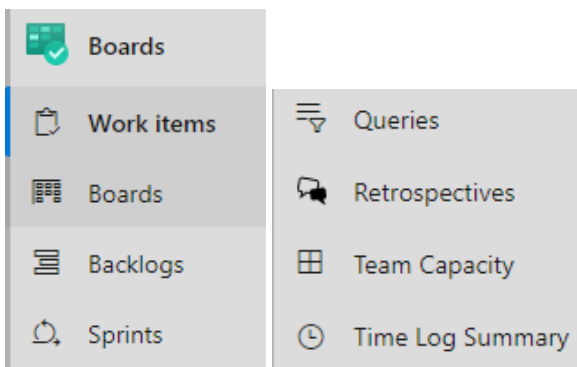 Boards
Work items
Boards
Backlogs
Sprints
Queries
Retrospectives
Team Capacity
Time Log Summary